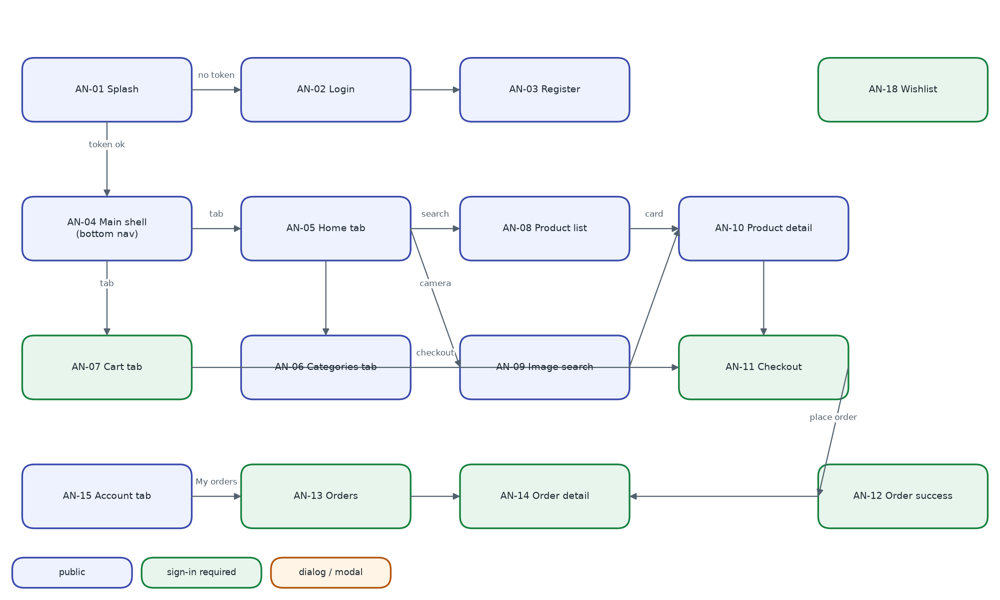 no token
AN-01 Splash
AN-02 Login
AN-03 Register
AN-18 Wishlist
token ok
tab
search
card
AN-04 Main shell
(bottom nav)
AN-05 Home tab
AN-08 Product list
AN-10 Product detail
tab
camera
checkout
AN-07 Cart tab
AN-06 Categories tab
AN-09 Image search
AN-11 Checkout
place order
My orders
AN-15 Account tab
AN-13 Orders
AN-14 Order detail
AN-12 Order success
public
sign-in required
dialog / modal